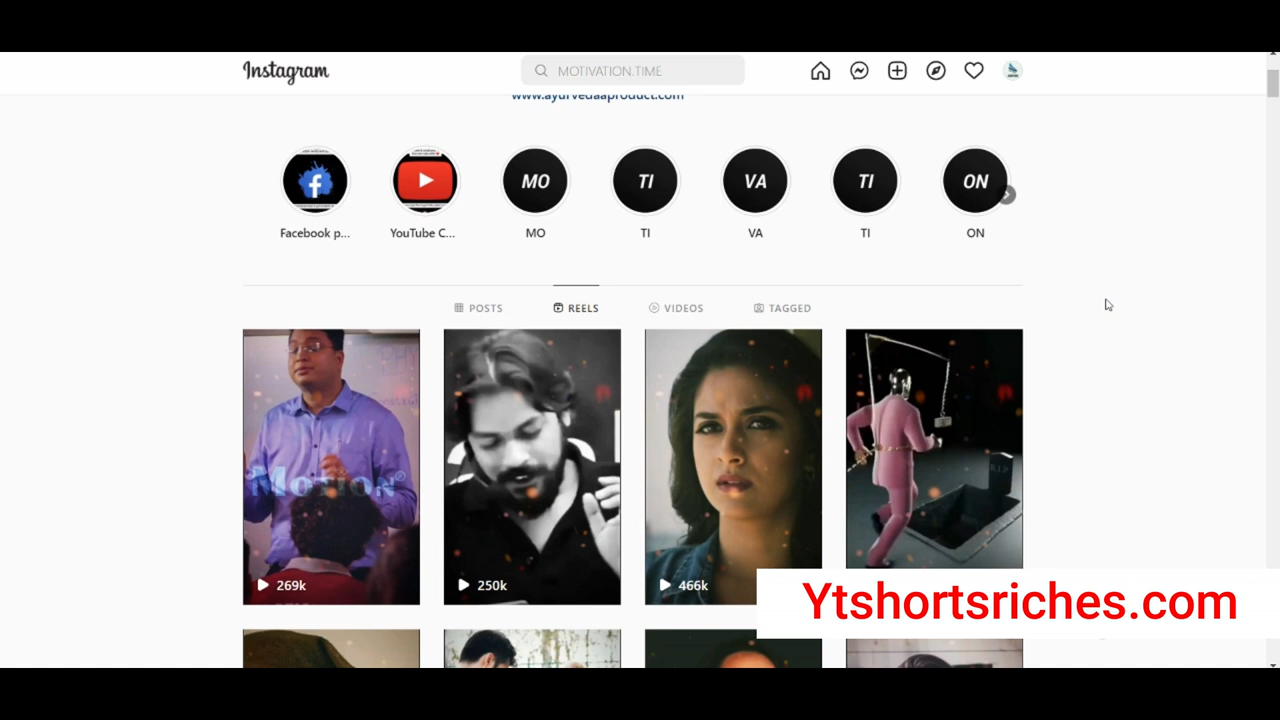 Instagram
MOTIVATION.TIME
www.ayurvedaaproduct.com
MO
TI
VA
TI
ON
Facebook p...
YouTube C...
MO
TI
VA
TI
ON
POSTS
REELS
VIDEOS
TAGGED
MOTION®
R.I.P
269k
250k
466k
Ytshortsriches.com